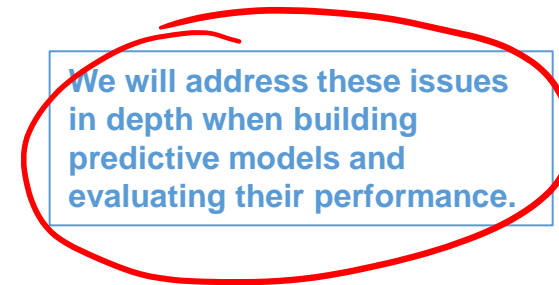 We will address these issues
in depth when building
predictive models and
evaluating their performance.